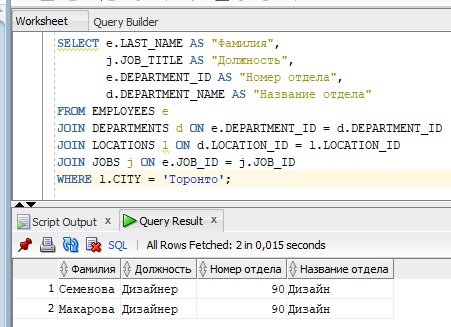 Worksheet Query Builder
SELECT e.LAST_NAME AS "Фамилия",
j.JOB_TITLE AS "Должность",
e.DEPARTMENT_ID AS "Номер отдела",
d.DEPARTMENT_NAME AS "Название отдела"
FROM EMPLOYEES e
JOIN DEPARTMENTS d ON e.DEPARTMENT_ID = d.DEPARTMENT_ID
JOIN LOCATIONS l ON d.LOCATION_ID = l.LOCATION_ID
JOIN JOBS j ON e.JOB_ID = j.JOB_ID
WHERE l.CITY = 'Торонто';
Script Output x Query Result x
SQL | All Rows Fetched: 2 in 0,015 seconds
Фамилия Должность Номер отдела Название отдела
1 Семенова Дизайнер 90 Дизайн
2 Макарова Дизайнер 90 Дизайн